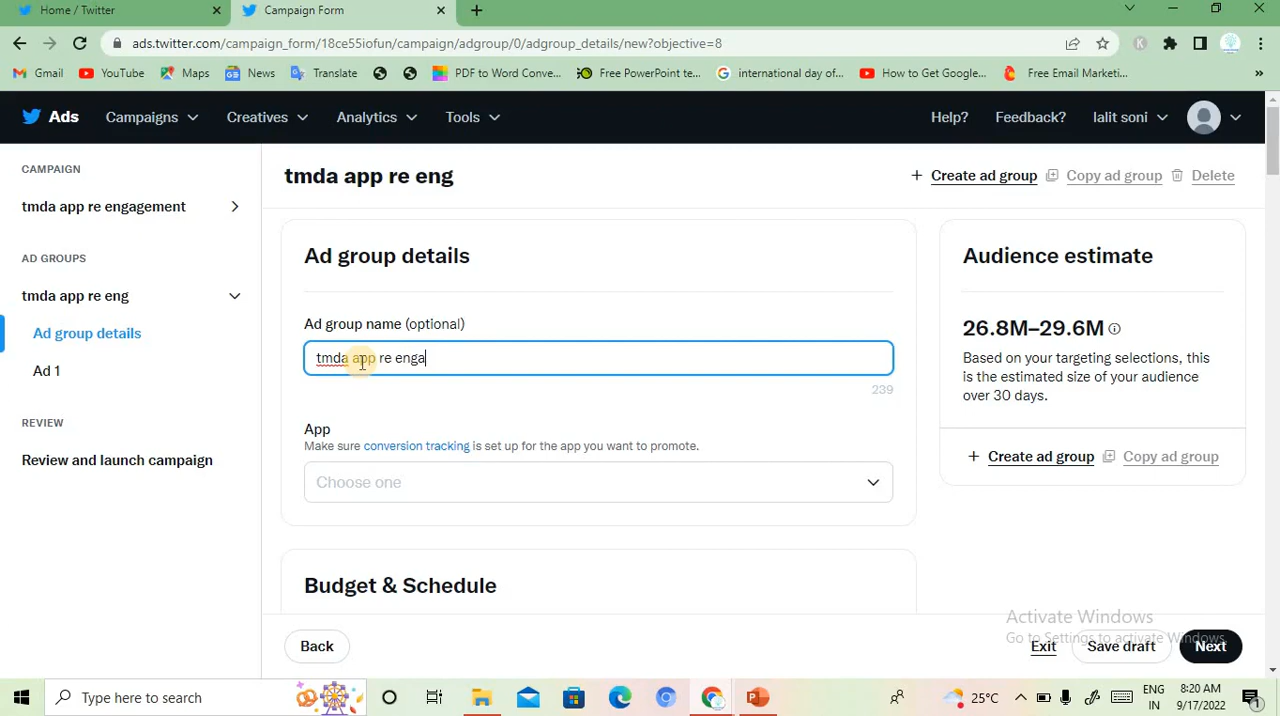 Home / Twitter
Campaign Form
ads.twitter.com/campaign_form/18ce55iofun/campaign/adgroup/0/adgroup_details/new?objective=8
Gmail
YouTube
Maps
News
Translate
PDF to Word Conve...
Free PowerPoint te...
international day of...
How to Get Google...
Free Email Marketi...
Ads
Campaigns
Creatives
Analytics
Tools
Help?
Feedback?
lalit soni
CAMPAIGN
tmda app re engagement
AD GROUPS
tmda app re eng
Ad group details
Ad 1
REVIEW
Review and launch campaign
tmda app re eng
+ Create ad group
Copy ad group
Delete
Ad group details
Ad group name (optional)
tmda app re enga
239
App
Make sure conversion tracking is set up for the app you want to promote.
Choose one
Budget & Schedule
Audience estimate
26.8M–29.6M
Based on your targeting selections, this
is the estimated size of your audience
over 30 days.
+ Create ad group
Copy ad group
Activate Windows
Go to Settings to activate Windows.
Back
Exit
Save draft
Next
Type here to search
25°C
ENG
IN
8:20 AM
9/17/2022
1